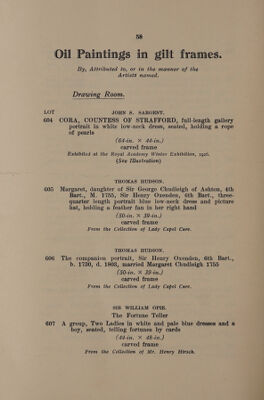 58
Oil Paintings in gilt frames.
By, Attributed to, or in the manner of the
Artists named.
Drawing Room.
LOT JOHN S. SARGENT.
604 CORA, COUNTESS OF STRAFFORD, full-length gallery
portrait in white low-neck dress, seated, holding a rope
of pearls
(64-in. × 44-in.)
carved frame
Exhibited at the Royal Academy Winter Exhibition, 1926.
(See Illustration)
THOMAS HUDSON.
605 Margaret, daughter of Sir George Chudleigh of Ashton, 4th
Bart., M. 1755, Sir Henry Oxenden, 6th Bart., three-
quarter length portrait blue low-neck dress and picture
hat, holding a feather fan in her right hand
(50-in. × 39-in.)
carved frame
From the Collection of Lady Capel Cure.
THOMAS HUDSON.
606 The companion portrait, Sir Henry Oxenden, 6th Bart.,
b. 1730, d. 1803, married Margaret Chudleigh 1755
(50-in. × 39-in.)
carved frame
From the Collection of Lady Capel Cure.
SIR WILLIAM OPIE.
The Fortune Teller
607 A group, Two Ladies in white and pale blue dresses and a
boy, seated, telling fortunes by cards
(44-in. × 48-in.)
carved frame
From the Collection of Mr. Henry Hirsch.